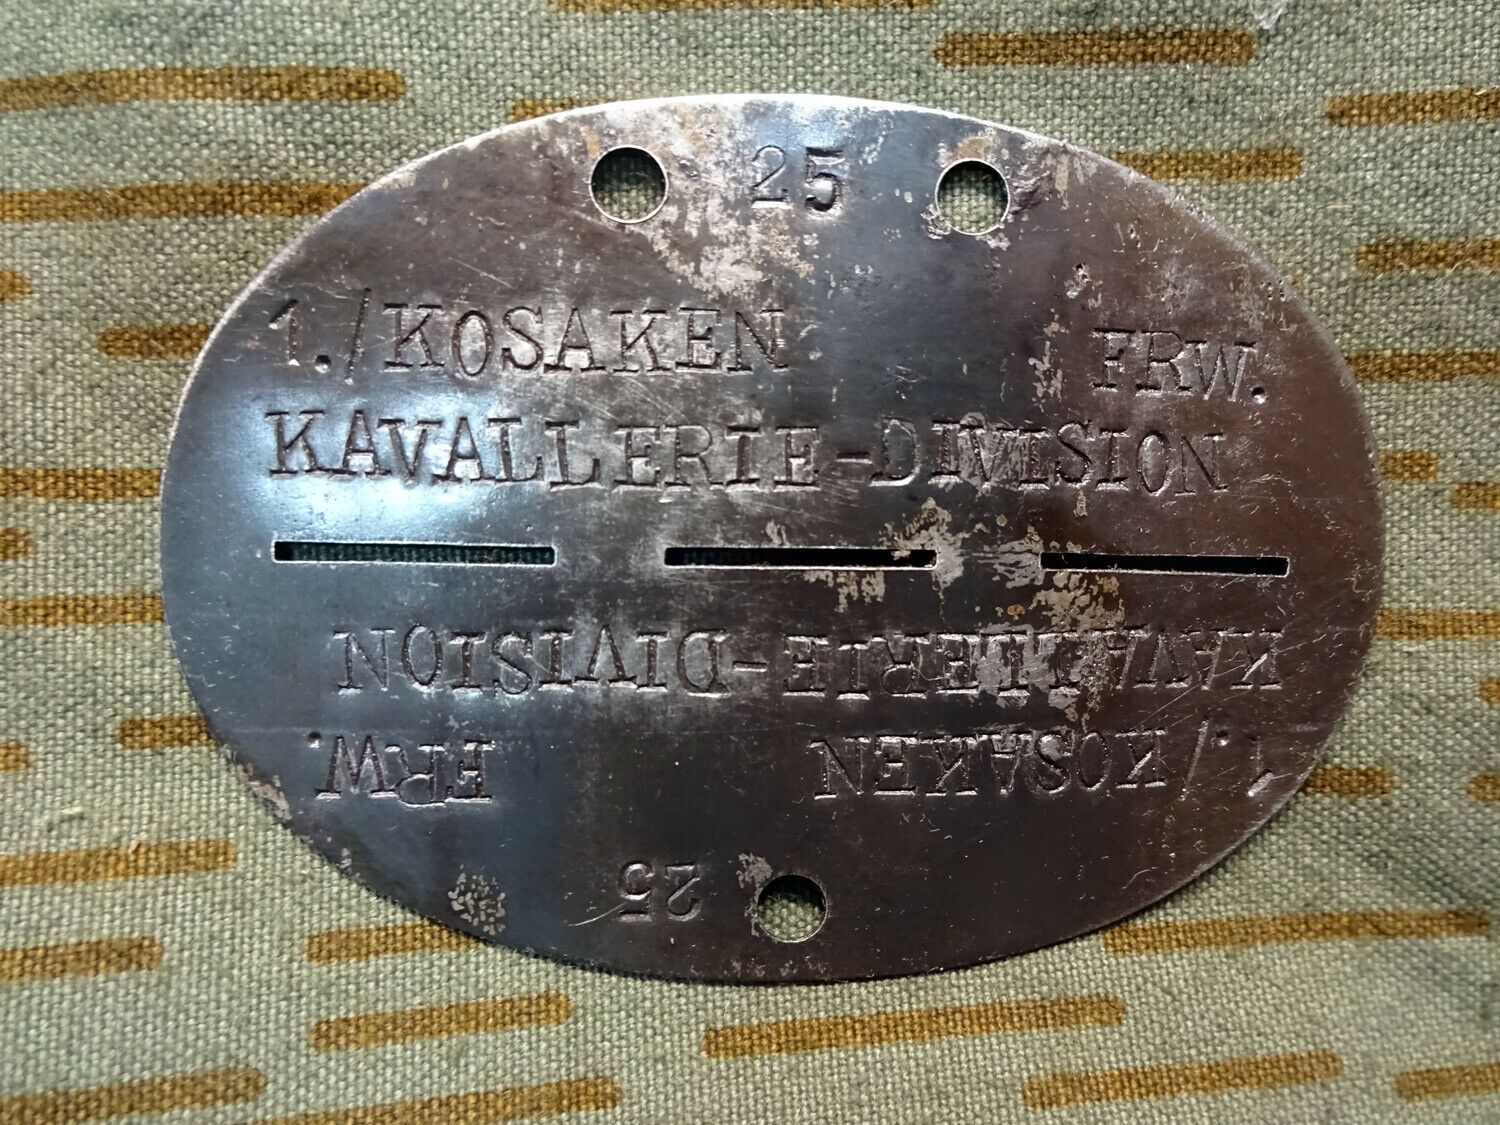 25
1./KOSAKEN FRW.
KAVALLERIE-DIVISION
KAVALLERIE-DIVISION
1./KOSAKEN FRW.
25